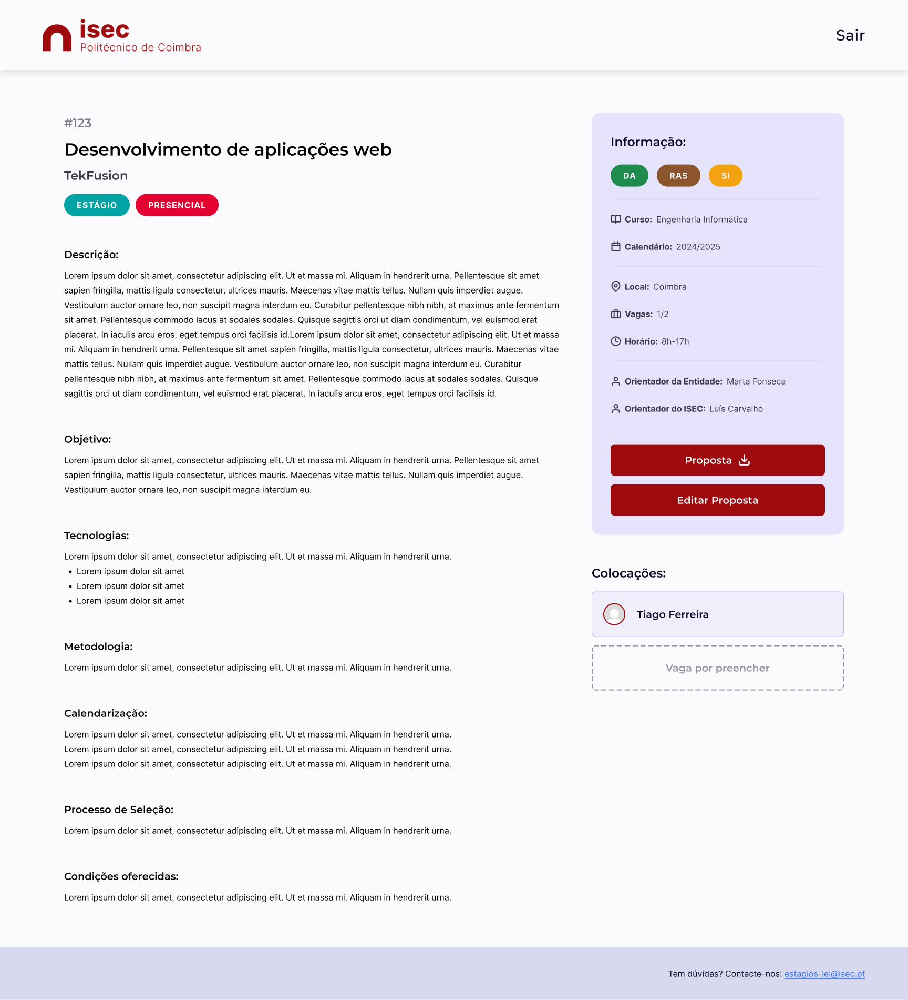 isec
Politécnico de Coimbra
Sair
#123
Desenvolvimento de aplicações web
TekFusion
ESTÁGIO
PRESENCIAL
Descrição:
Lorem ipsum dolor sit amet, consectetur adipiscing elit. Ut et massa mi. Aliquam in hendrerit urna. Pellentesque sit amet
sapien fringilla, mattis ligula consectetur, ultrices mauris. Maecenas vitae mattis tellus. Nullam quis imperdiet augue.
Vestibulum auctor ornare leo, non suscipit magna interdum eu. Curabitur pellentesque nibh nibh, at maximus ante fermentum
sit amet. Pellentesque commodo lacus at sodales sodales. Quisque sagittis orci ut diam condimentum, vel euismod erat
placerat. In iaculis arcu eros, eget tempus orci facilisis id.Lorem ipsum dolor sit amet, consectetur adipiscing elit. Ut et massa
mi. Aliquam in hendrerit urna. Pellentesque sit amet sapien fringilla, mattis ligula consectetur, ultrices mauris. Maecenas vitae
mattis tellus. Nullam quis imperdiet augue. Vestibulum auctor ornare leo, non suscipit magna interdum eu. Curabitur
pellentesque nibh nibh, at maximus ante fermentum sit amet. Pellentesque commodo lacus at sodales sodales. Quisque
sagittis orci ut diam condimentum, vel euismod erat placerat. In iaculis arcu eros, eget tempus orci facilisis id.
Objetivo:
Lorem ipsum dolor sit amet, consectetur adipiscing elit. Ut et massa mi. Aliquam in hendrerit urna. Pellentesque sit amet
sapien fringilla, mattis ligula consectetur, ultrices mauris. Maecenas vitae mattis tellus. Nullam quis imperdiet augue.
Vestibulum auctor ornare leo, non suscipit magna interdum eu.
Tecnologias:
Lorem ipsum dolor sit amet, consectetur adipiscing elit. Ut et massa mi. Aliquam in hendrerit urna.
• Lorem ipsum dolor sit amet
• Lorem ipsum dolor sit amet
• Lorem ipsum dolor sit amet
Metodologia:
Lorem ipsum dolor sit amet, consectetur adipiscing elit. Ut et massa mi. Aliquam in hendrerit urna.
Calendarização:
Lorem ipsum dolor sit amet, consectetur adipiscing elit. Ut et massa mi. Aliquam in hendrerit urna.
Lorem ipsum dolor sit amet, consectetur adipiscing elit. Ut et massa mi. Aliquam in hendrerit urna.
Lorem ipsum dolor sit amet, consectetur adipiscing elit. Ut et massa mi. Aliquam in hendrerit urna.
Processo de Seleção:
Lorem ipsum dolor sit amet, consectetur adipiscing elit. Ut et massa mi. Aliquam in hendrerit urna.
Condições oferecidas:
Lorem ipsum dolor sit amet, consectetur adipiscing elit. Ut et massa mi. Aliquam in hendrerit urna.
Informação:
DA
RAS
SI
Curso: Engenharia Informática
Calendário: 2024/2025
Local: Coimbra
Vagas: 1/2
Horário: 8h-17h
Orientador da Entidade: Marta Fonseca
Orientador do ISEC: Luís Carvalho
Proposta
Editar Proposta
Colocações:
Tiago Ferreira
Vaga por preencher
Tem dúvidas? Contacte-nos: estagios-lei@isec.pt